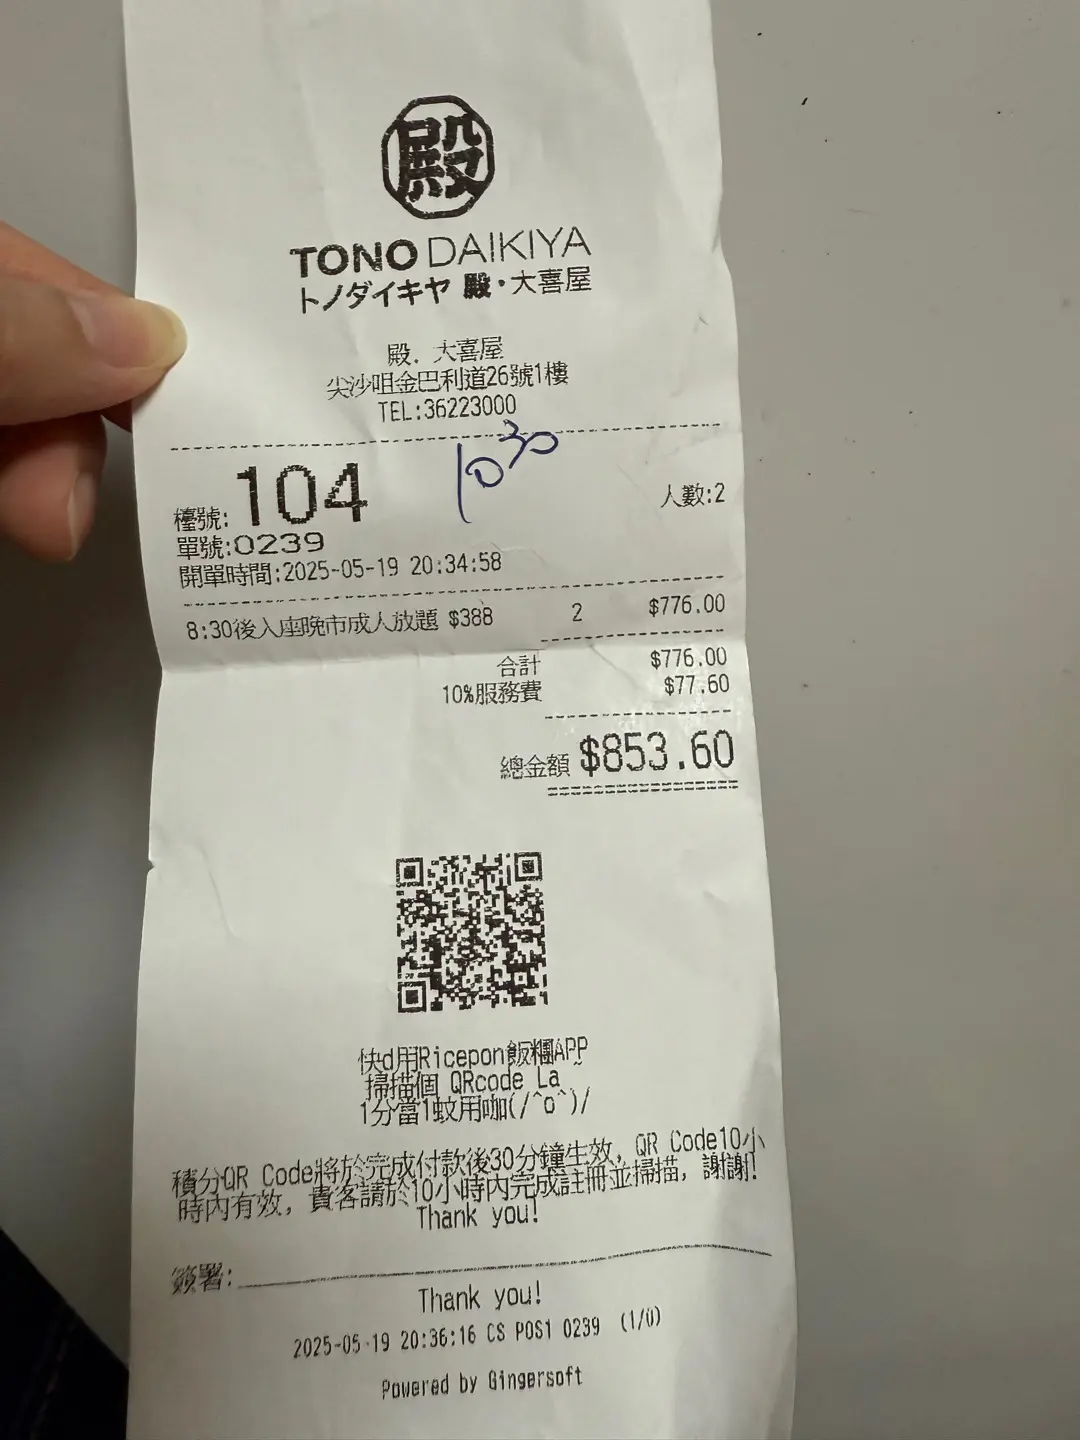 殿
TONO DAIKIYA
トノダイキヤ 殿・大喜屋
殿．大喜屋
尖沙咀金巴利道26號1樓
TEL:36223000
1030
檯號: 104
人數:2
單號:0239
開單時間:2025-05-19 20:34:58
8:30後入座晚市成人放題 $388 2 $776.00
合計 $776.00
10%服務費 $77.60
總金額 $853.60
快d用Ricepon飯糰APP
掃描個 QRcode La~
1分當1蚊用咖(/^o^)/
積分QR Code將於完成付款後30分鐘生效，QR Code10小
時內有效，貴客請於10小時內完成註冊並掃描，謝謝!
Thank you!
簽署:
Thank you!
2025-05-19 20:36:16 CS POS1 0239 (1/0)
Powered by Gingersoft